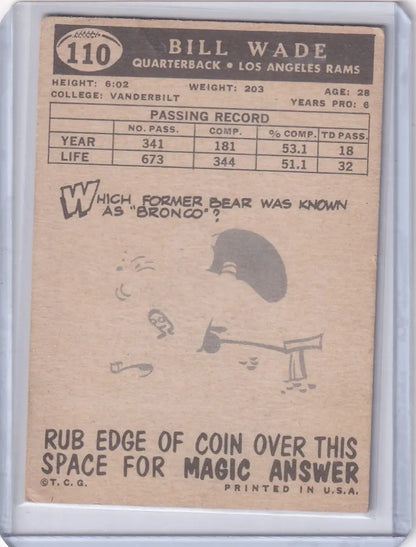 110
BILL WADE
QUARTERBACK • LOS ANGELES RAMS
HEIGHT: 6:02 WEIGHT: 203 AGE: 28
COLLEGE: VANDERBILT YEARS PRO: 6
PASSING RECORD
NO. PASS. COMP. % COMP. TD PASS.
YEAR 341 181 53.1 18
LIFE 673 344 51.1 32
WHICH FORMER BEAR WAS KNOWN
AS "BRONCO"?
RUB EDGE OF COIN OVER THIS
SPACE FOR MAGIC ANSWER
©T.C.G. PRINTED IN U.S.A.